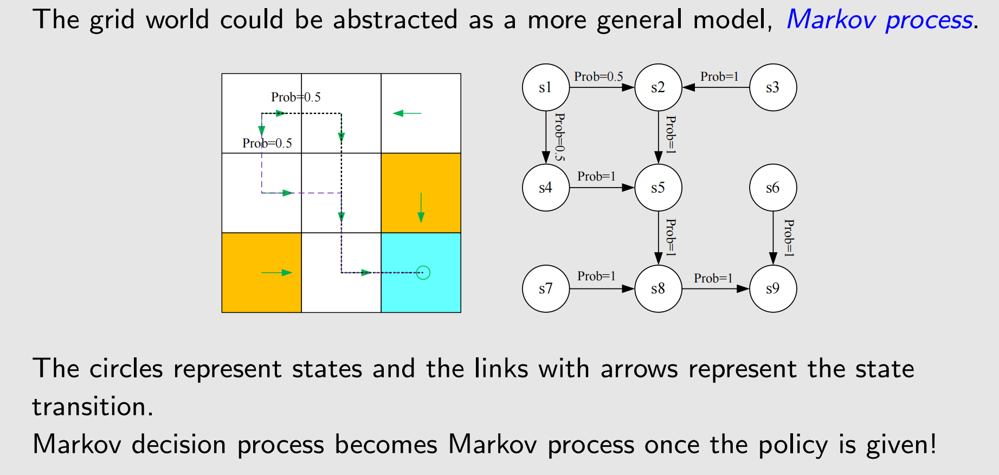 The grid world could be abstracted as a more general model, Markov process.
Prob=0.5
Prob=0.5
s1
Prob=0.5
s2
Prob=1
s3
Prob=0.5
Prob=1
s4
Prob=1
s5
s6
Prob=1
Prob=1
s7
Prob=1
s8
Prob=1
s9
The circles represent states and the links with arrows represent the state
transition.
Markov decision process becomes Markov process once the policy is given!